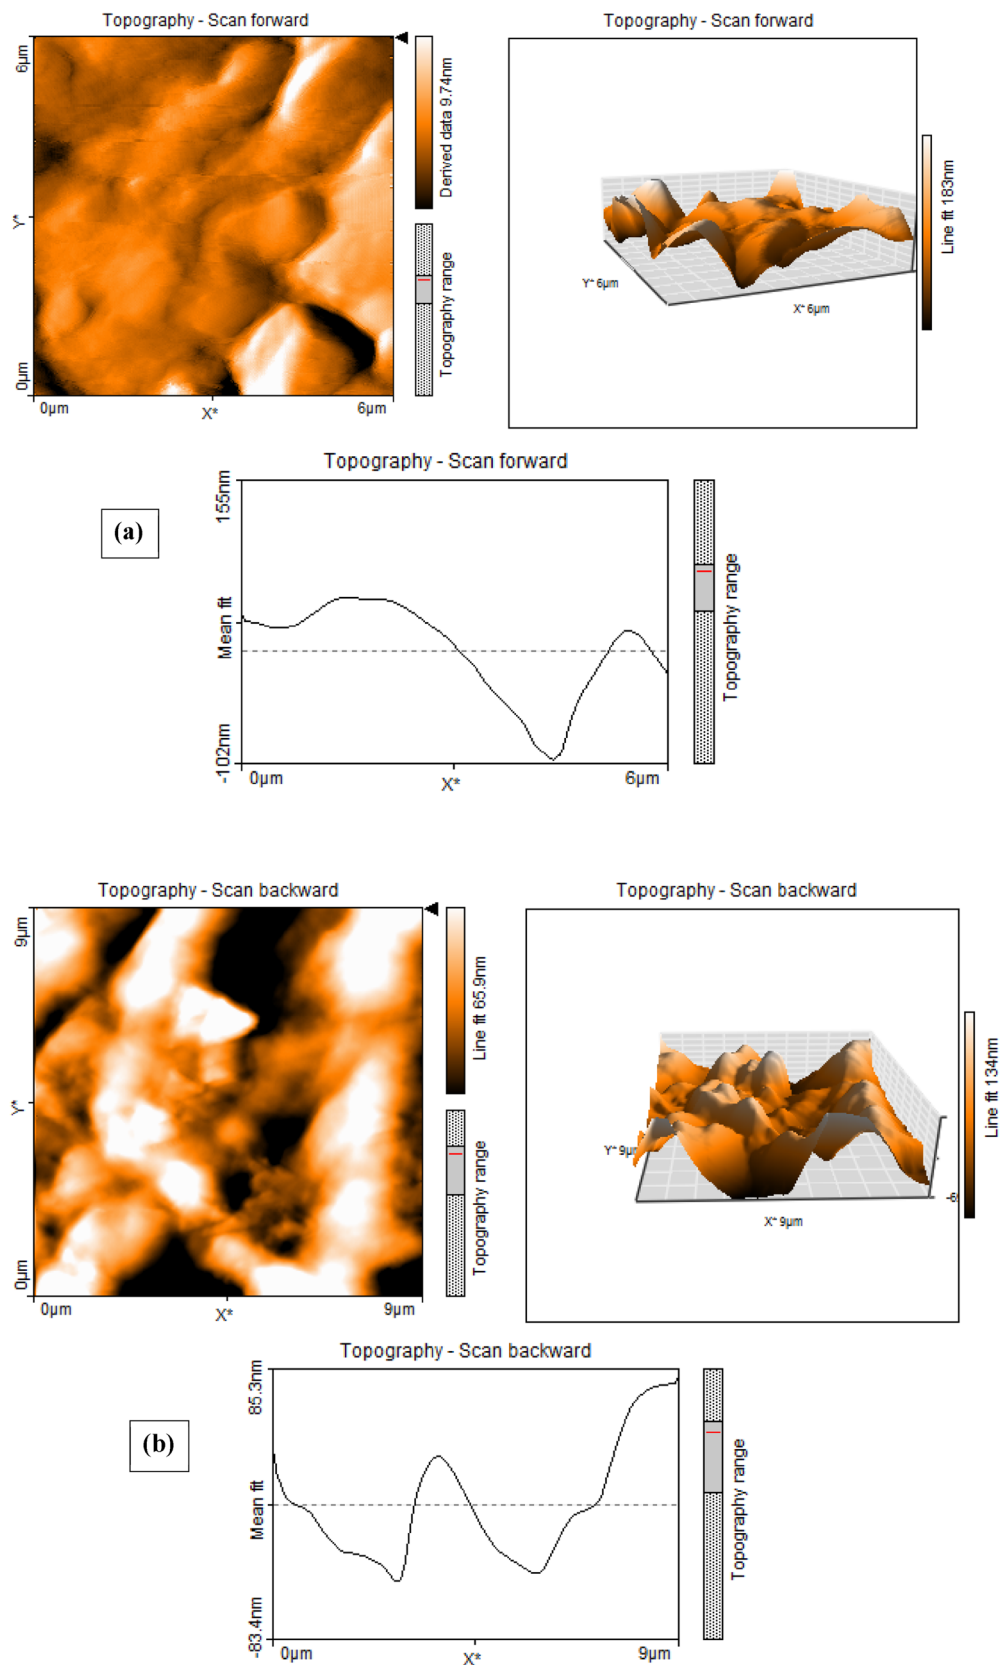 Topography - Scan forward
6µm
Y*
0µm
0µm
X*
6µm
Derived data 9.74nm
Topography range
Topography - Scan forward
Y* 6µm
X* 6µm
Line fit 183nm
(a)
Topography - Scan forward
155nm
Mean fit
-102nm
0µm
X*
6µm
Topography range
Topography - Scan backward
9µm
Y*
0µm
0µm
X*
9µm
Line fit 65.9nm
Topography range
Topography - Scan backward
Y* 9µm
X* 9µm
Line fit 134nm
(b)
Topography - Scan backward
85.3nm
Mean fit
-83.4nm
0µm
X*
9µm
Topography range